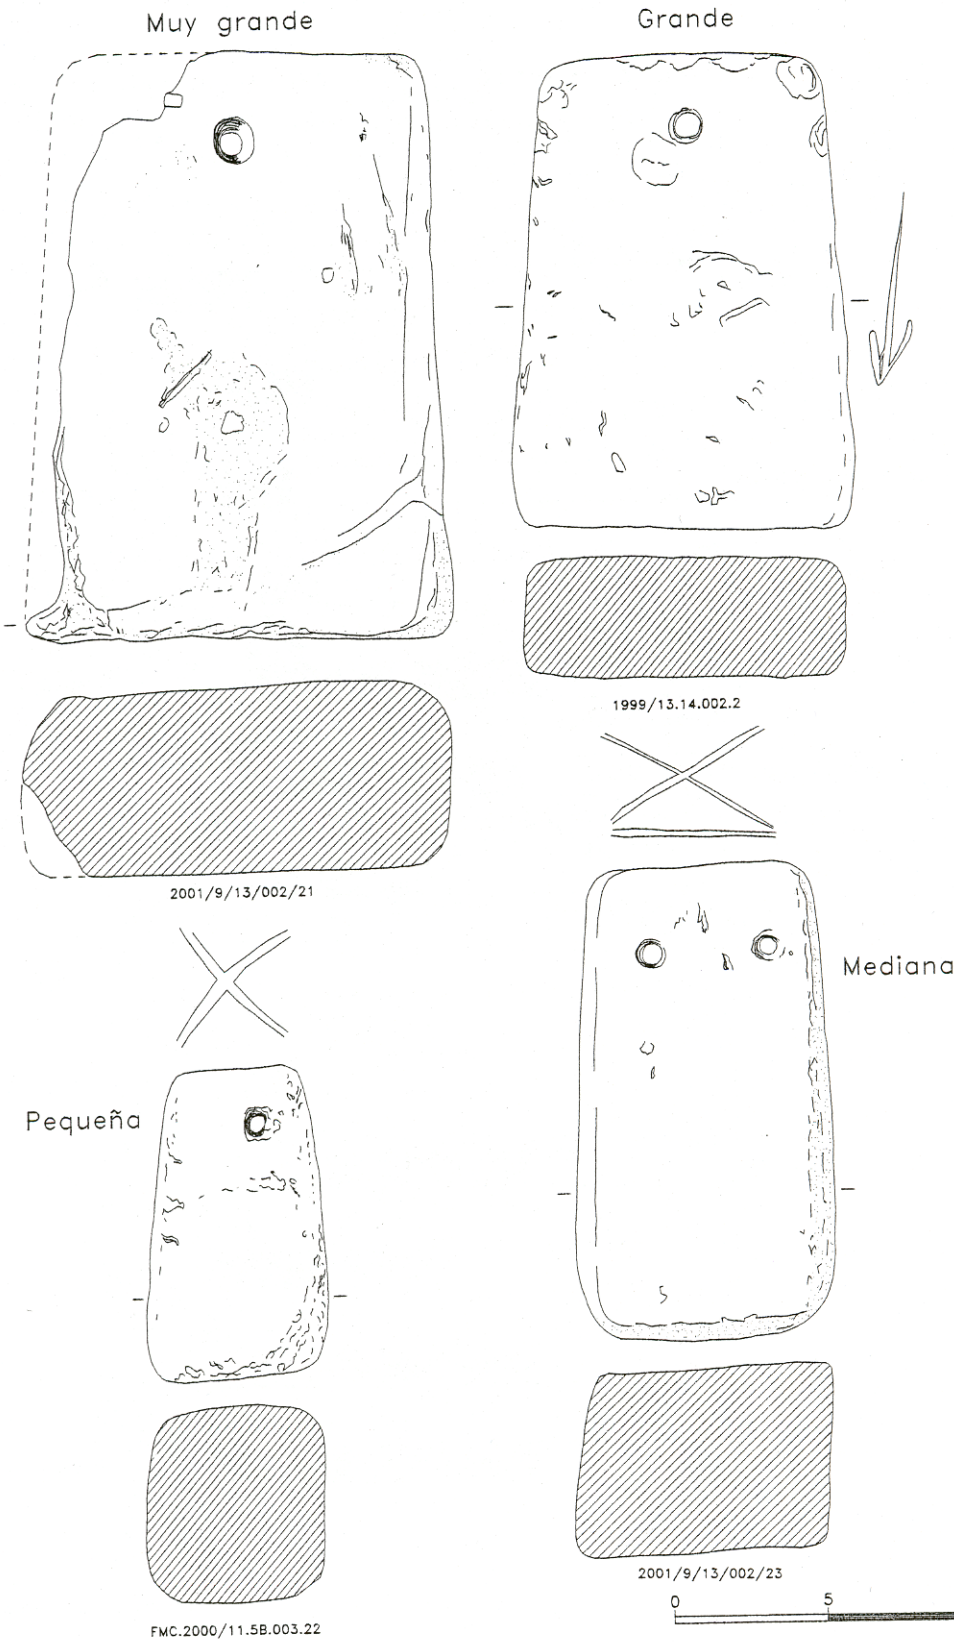 Muy grande
Grande
1999/13.14.002.2
2001/9/13/002/21
Mediana
Pequeña
2001/9/13/002/23
0 5
FMC.2000/11.5B.003.22